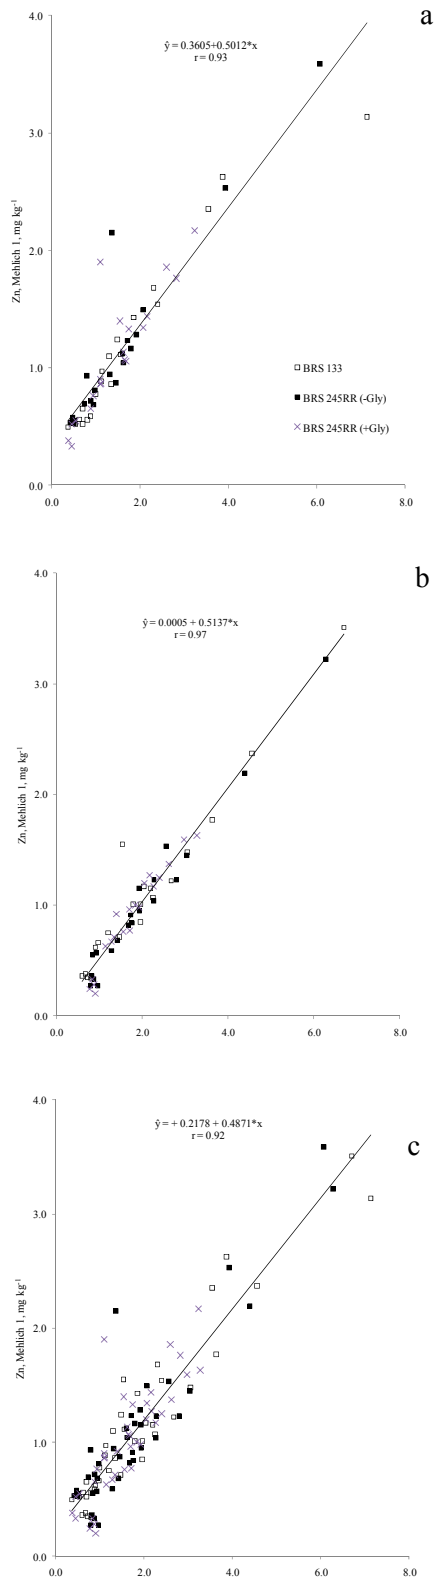 a
4.0
ŷ = 0.3605+0.5012*x
r = 0.93
3.0
Zn, Mehlich 1, mg kg-1
2.0
1.0
BRS 133
BRS 245RR (-Gly)
BRS 245RR (+Gly)
0.0
0.0 2.0 4.0 6.0 8.0
b
4.0
ŷ = 0.0005 + 0.5137*x
r = 0.97
3.0
Zn, Mehlich 1, mg kg-1
2.0
1.0
0.0
0.0 2.0 4.0 6.0 8.0
4.0
ŷ = + 0.2178 + 0.4871*x
r = 0.92
c
3.0
Zn, Mehlich 1, mg kg-1
2.0
1.0
0.0
0.0 2.0 4.0 6.0 8.0